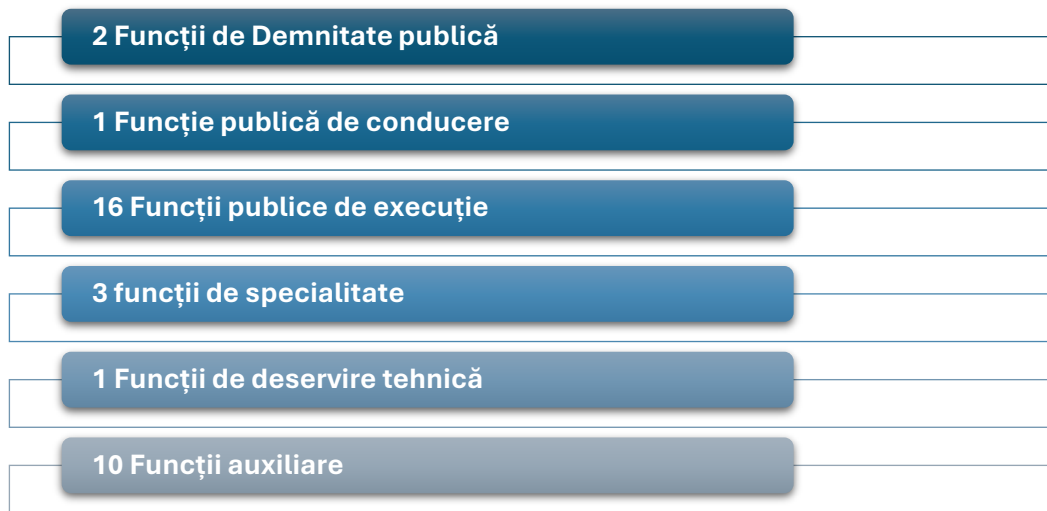 2 Funcții de Demnitate publică
1 Funcție publică de conducere
16 Funcții publice de execuție
3 funcții de specialitate
1 Funcții de deservire tehnică
10 Funcții auxiliare